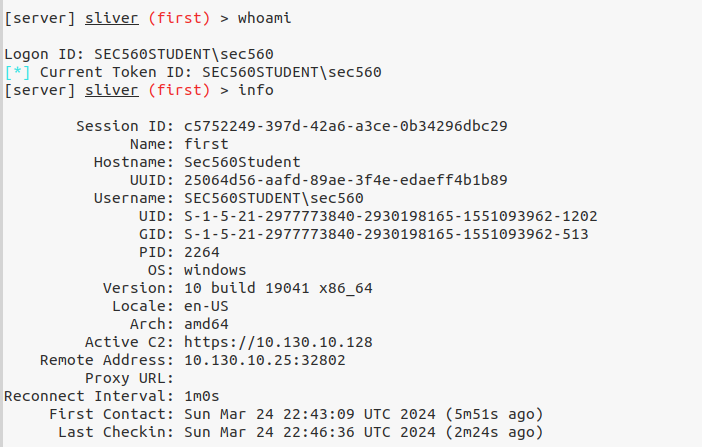 [server] sliver (first) > whoami
Logon ID: SEC560STUDENT\sec560
[*] Current Token ID: SEC560STUDENT\sec560
[server] sliver (first) > info
Session ID: c5752249-397d-42a6-a3ce-0b34296dbc29
Name: first
Hostname: Sec560Student
UUID: 25064d56-aafd-89ae-3f4e-edaeff4b1b89
Username: SEC560STUDENT\sec560
UID: S-1-5-21-2977773840-2930198165-1551093962-1202
GID: S-1-5-21-2977773840-2930198165-1551093962-513
PID: 2264
OS: windows
Version: 10 build 19041 x86_64
Locale: en-US
Arch: amd64
Active C2: https://10.130.10.128
Remote Address: 10.130.10.25:32802
Proxy URL:
Reconnect Interval: 1m0s
First Contact: Sun Mar 24 22:43:09 UTC 2024 (5m51s ago)
Last Checkin: Sun Mar 24 22:46:36 UTC 2024 (2m24s ago)